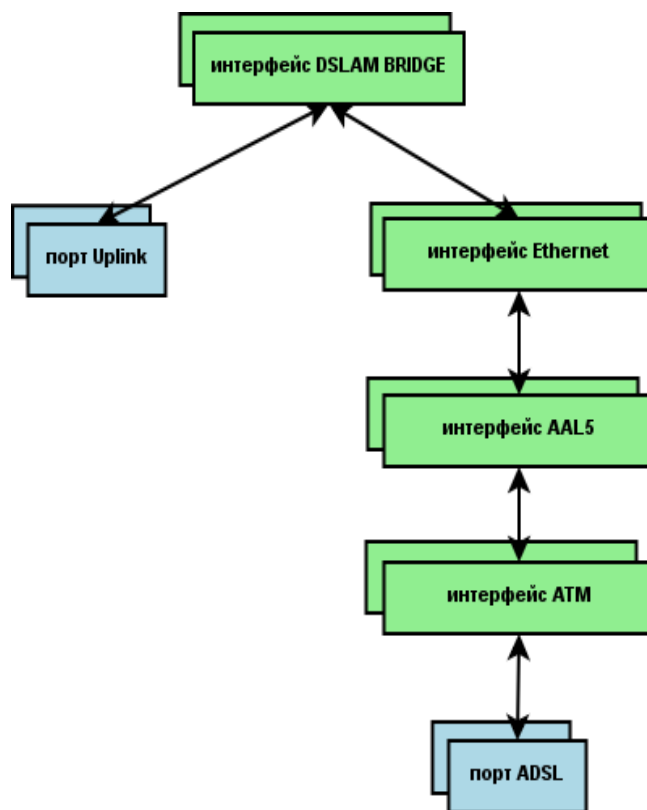 интерфейс DSLAM BRIDGE
порт Uplink
интерфейс Ethernet
интерфейс AAL5
интерфейс ATM
порт ADSL